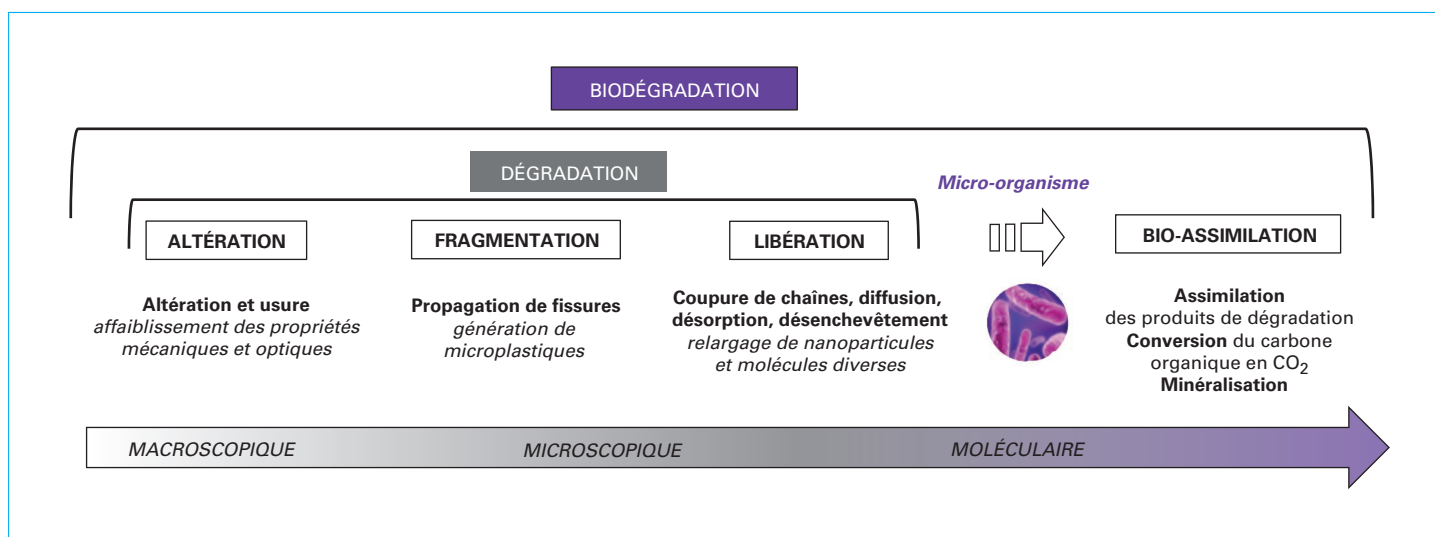 BIODÉGRADATION
DÉGRADATION
Micro-organisme
ALTÉRATION
FRAGMENTATION
LIBÉRATION
BIO-ASSIMILATION
Altération et usure
affaiblissement des propriétés
mécaniques et optiques
Propagation de fissures
génération de
microplastiques
Coupure de chaînes, diffusion,
désorption, désenchevêtement
relargage de nanoparticules
et molécules diverses
Assimilation
des produits de dégradation
Conversion du carbone
organique en CO₂
Minéralisation
MACROSCOPIQUE
MICROSCOPIQUE
MOLÉCULAIRE